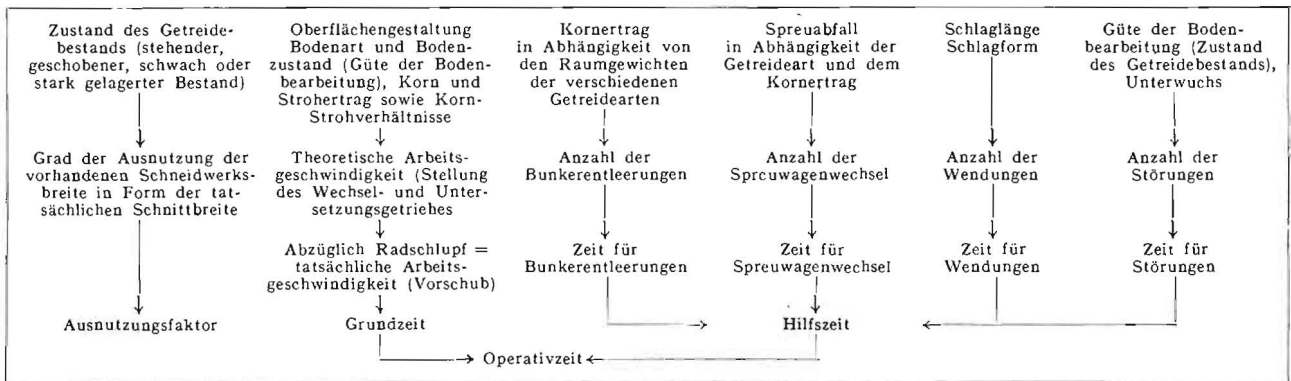 Zustand des Getreide-
bestands (stehender,
geschobener, schwach oder
stark gelagerter Bestand)
Grad der Ausnutzung der
vorhandenen Schneidwerks-
breite in Form der tat-
sächlichen Schnittbreite
Ausnutzungsfaktor
Oberflächengestaltung
Bodenart und Boden-
zustand (Güte der Boden-
bearbeitung), Korn und
Strohertrag sowie Korn-
Strohverhältnisse
Theoretische Arbeits-
geschwindigkeit (Stellung
des Wechsel- und Unter-
setzungsgetriehes
Abzüglich Radschlupf =
tatsächliche Arbeits-
geschwindigkeit (Vorschub)
Grundzeit
Kornertrag
in Abhängigkeit von
den Raumgewichten
der verschiedenen
Getreidearten
Anzahl der
Bunkerentleerungen
Zeit für
Bunkerentleerungen
Spreuabfall
in Abhängigkeit der
Getreideart und dem
Kornertrag
Anzahl der
Sprcuwagenwechsel
Zeit für
Spreuwagenwechsel
Hilfszeit
Schlaglänge
Schlagform
Anzahl der
Wendungen
Zeit für
Wendungen
Güte der Boden-
bearbeitung (Zustand
des Getreidebestands),
Unterwuchs
Anzahl der
Störungen
Zeit für
Störungen
Operativzeit